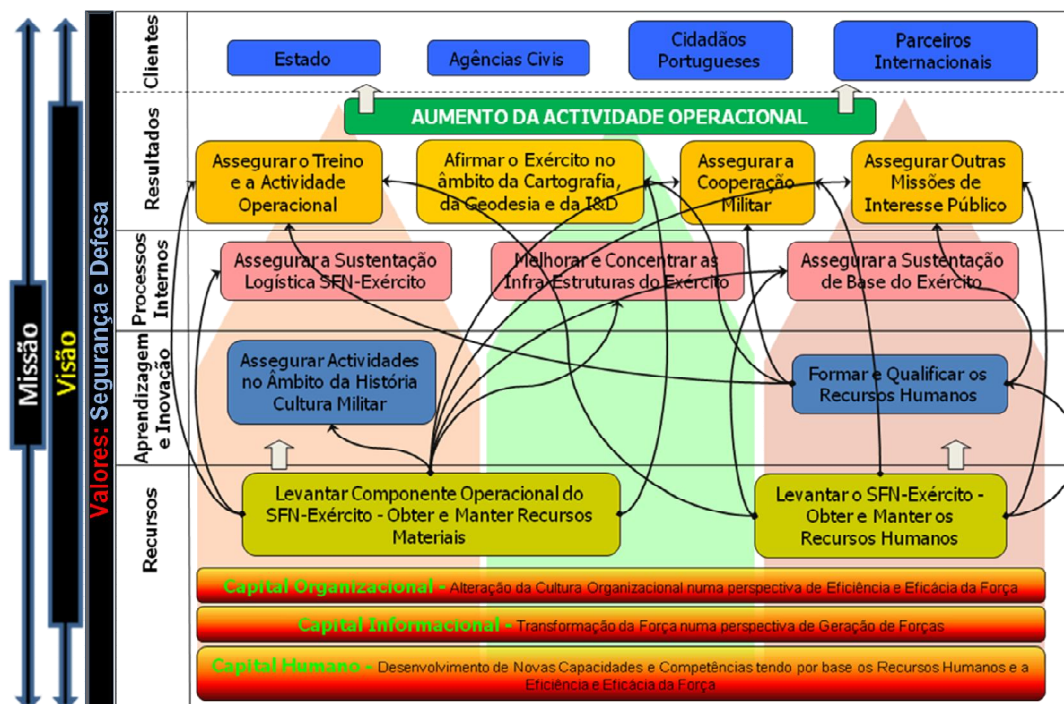 Missão
Visão
Valores: Segurança e Defesa
Clientes
Estado
Agências Civis
Cidadãos
Portugueses
Parceiros
Internacionais
Resultados
AUMENTO DA ACTIVIDADE OPERACIONAL
Assegurar o Treino
e a Actividade
Operacional
Afirmar o Exército no
âmbito da Cartografia,
da Geodesia e da I&D
Assegurar a
Cooperação
Militar
Assegurar Outras
Missões de
Interesse Público
Processos
Internos
Assegurar a Sustentação
Logística SFN-Exército
Melhorar e Concentrar as
Infra-Estruturas do Exército
Assegurar a Sustentação
de Base do Exército
Aprendizagem
e Inovação
Assegurar Actividades
no Âmbito da História
Cultura Militar
Formar e Qualificar os
Recursos Humanos
Recursos
Levantar Componente Operacional do
SFN-Exército - Obter e Manter Recursos
Materiais
Levantar o SFN-Exército -
Obter e Manter os
Recursos Humanos
Capital Organizacional - Alteração da Cultura Organizacional numa perspectiva de Eficiência e Eficácia da Força
Capital Informacional - Transformação da Força numa perspectiva de Geração de Forças
Capital Humano - Desenvolvimento de Novas Capacidades e Competências tendo por base os Recursos Humanos e a
Eficiência e Eficácia da Força